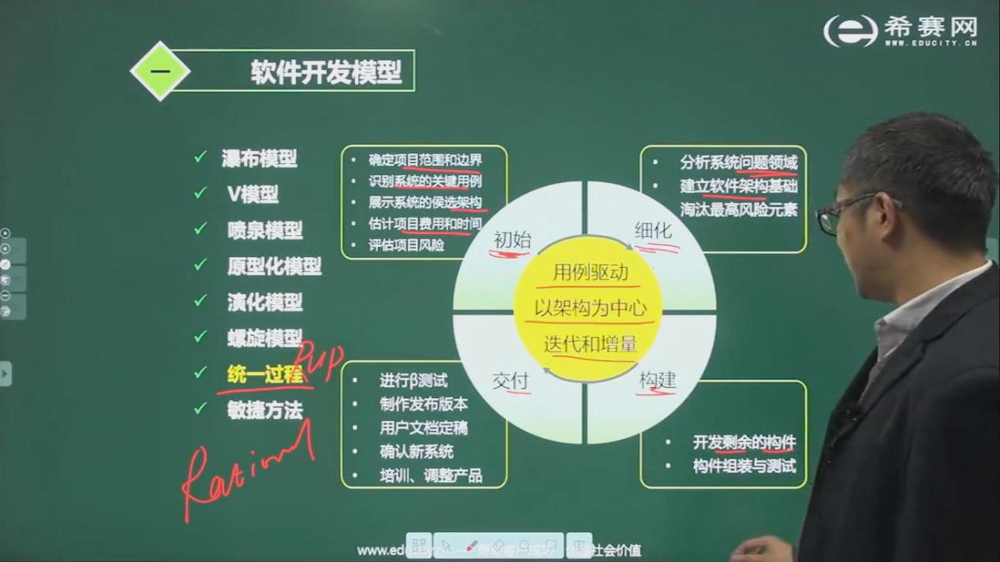 希赛网
WWW.EDUCITY.CN
一
软件开发模型
瀑布模型
V模型
喷泉模型
原型化模型
演化模型
螺旋模型
统一过程
RUP
敏捷方法
Rational
确定项目范围和边界
识别系统的关键用例
展示系统的侯选架构
估计项目费用和时间
评估项目风险
分析系统问题领域
建立软件架构基础
淘汰最高风险元素
初始
细化
用例驱动
以架构为中心
迭代和增量
交付
构建
进行β测试
制作发布版本
用户文档定稿
确认新系统
培训、调整产品
开发剩余的构件
构件组装与测试
社会价值